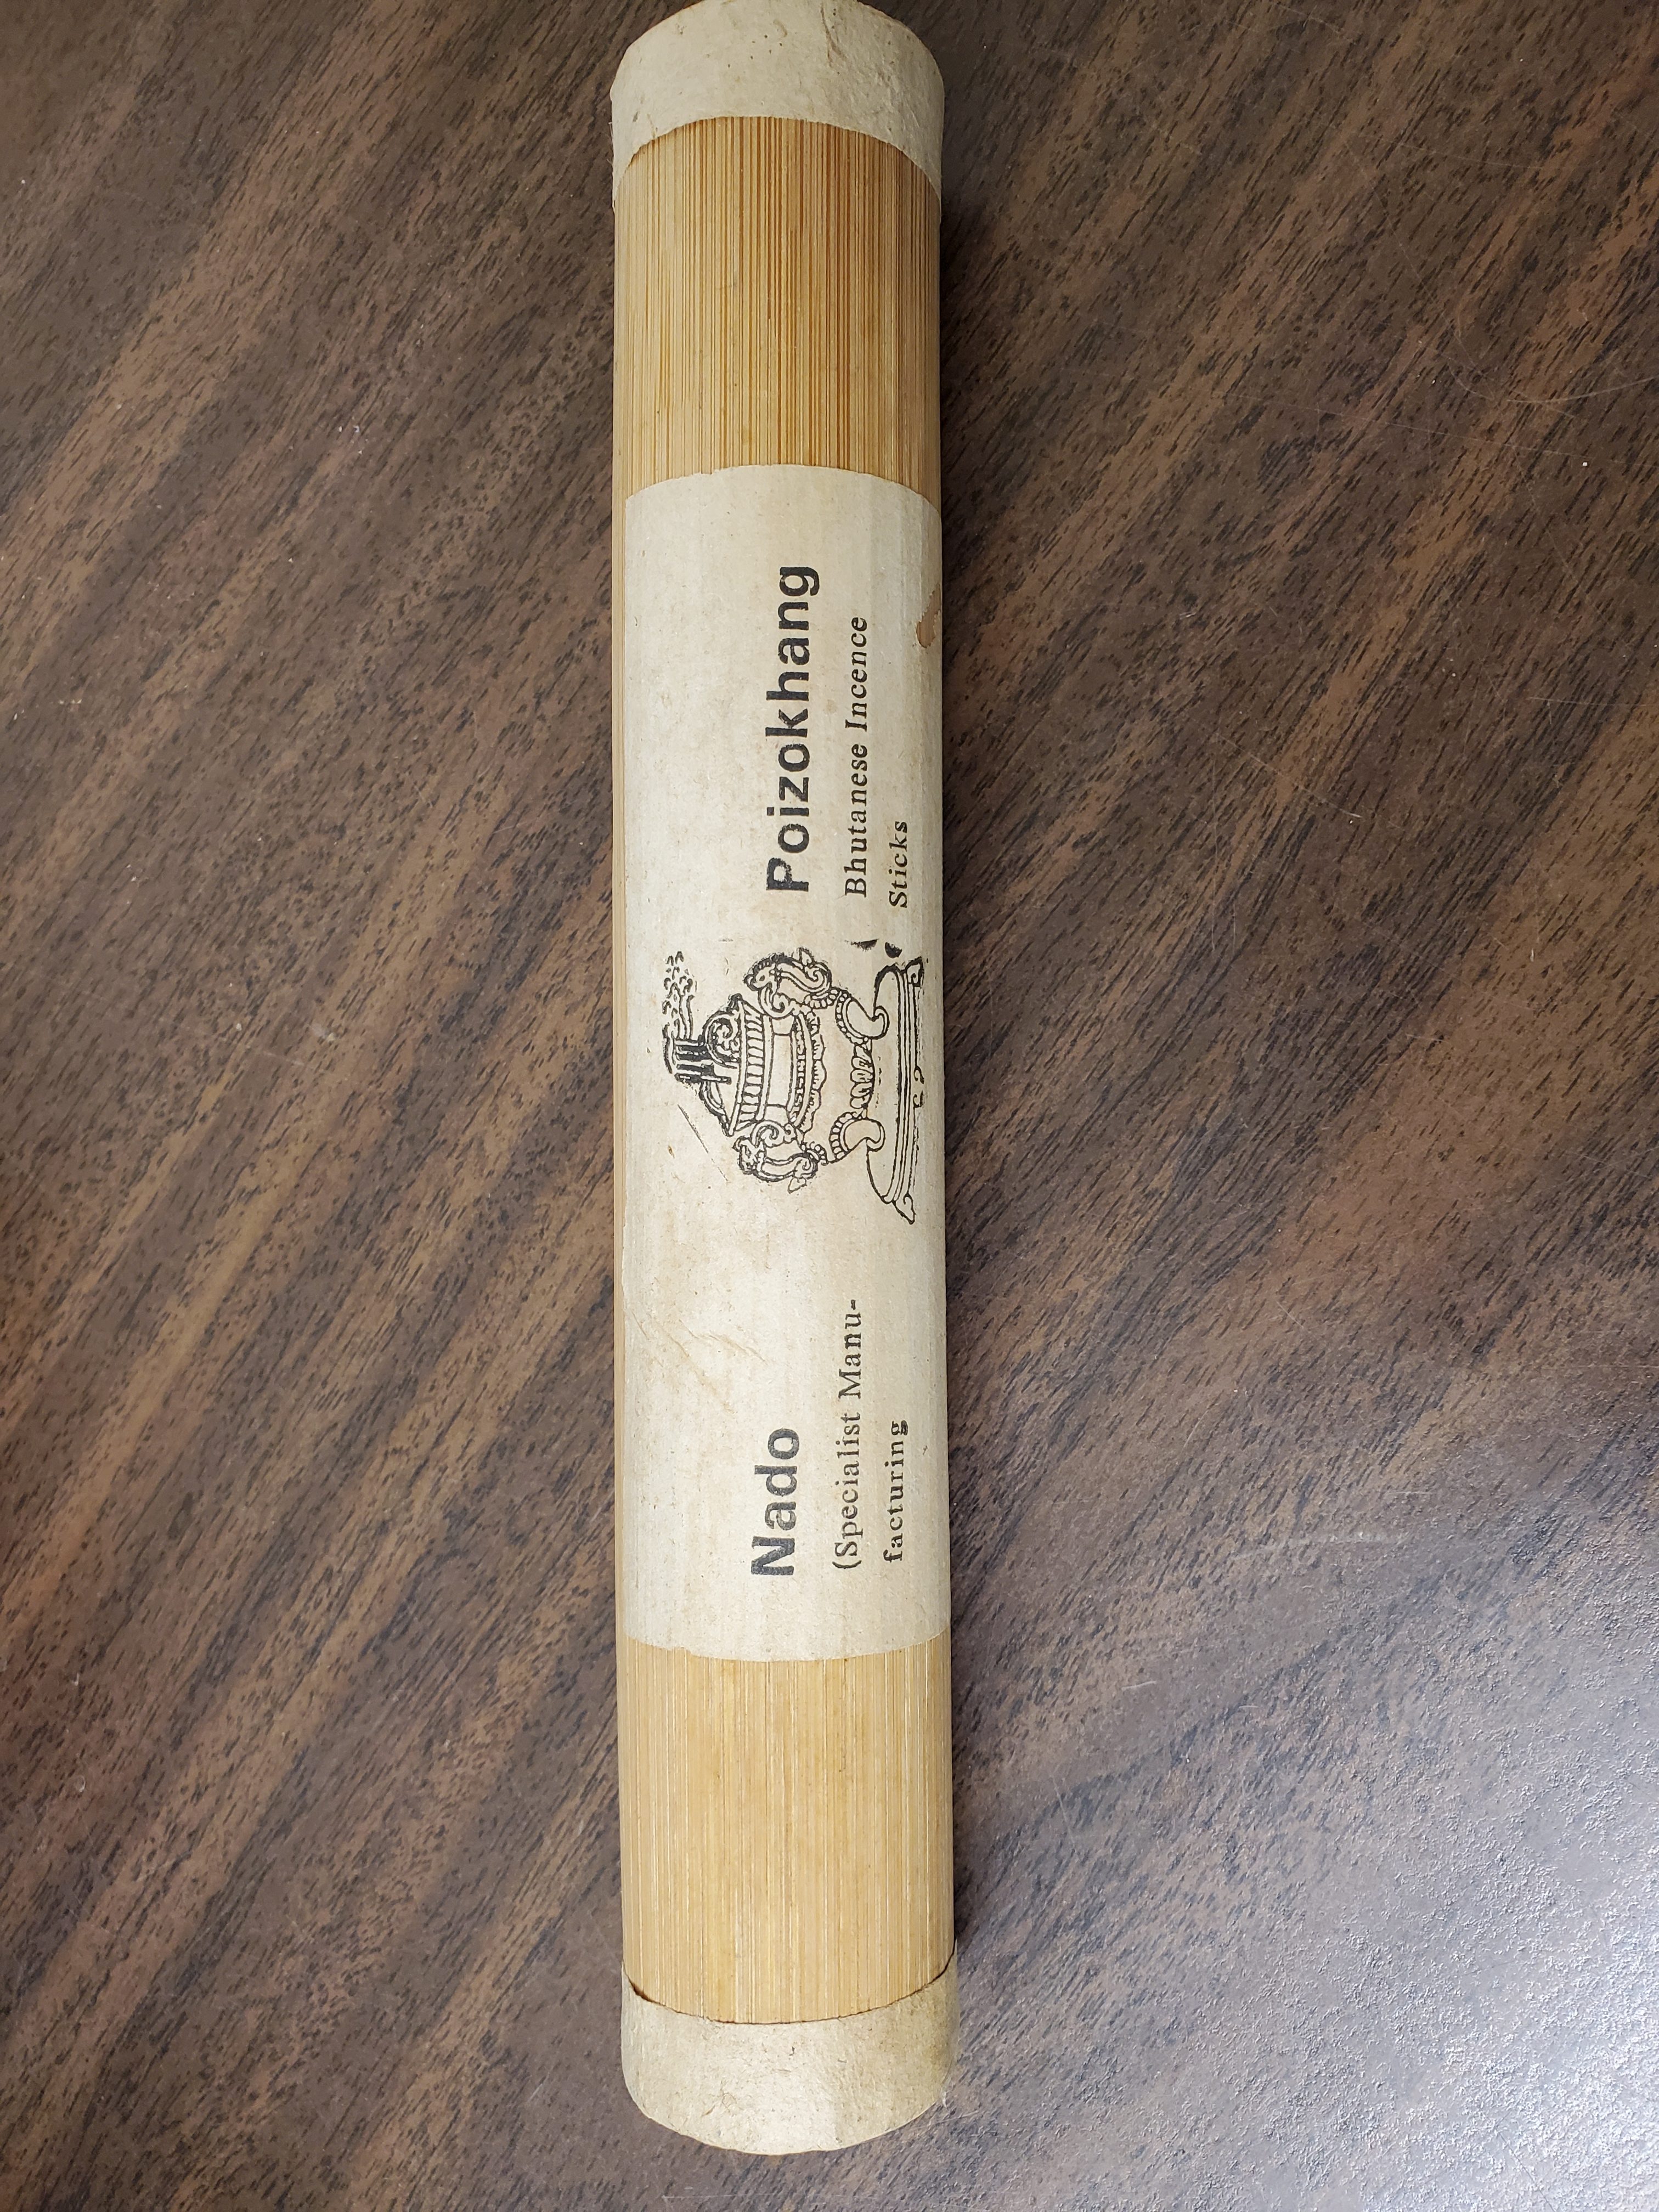 Nado
(Specialist Manu-
facturing
Poizokhang
Bhutanese Incence
Sticks